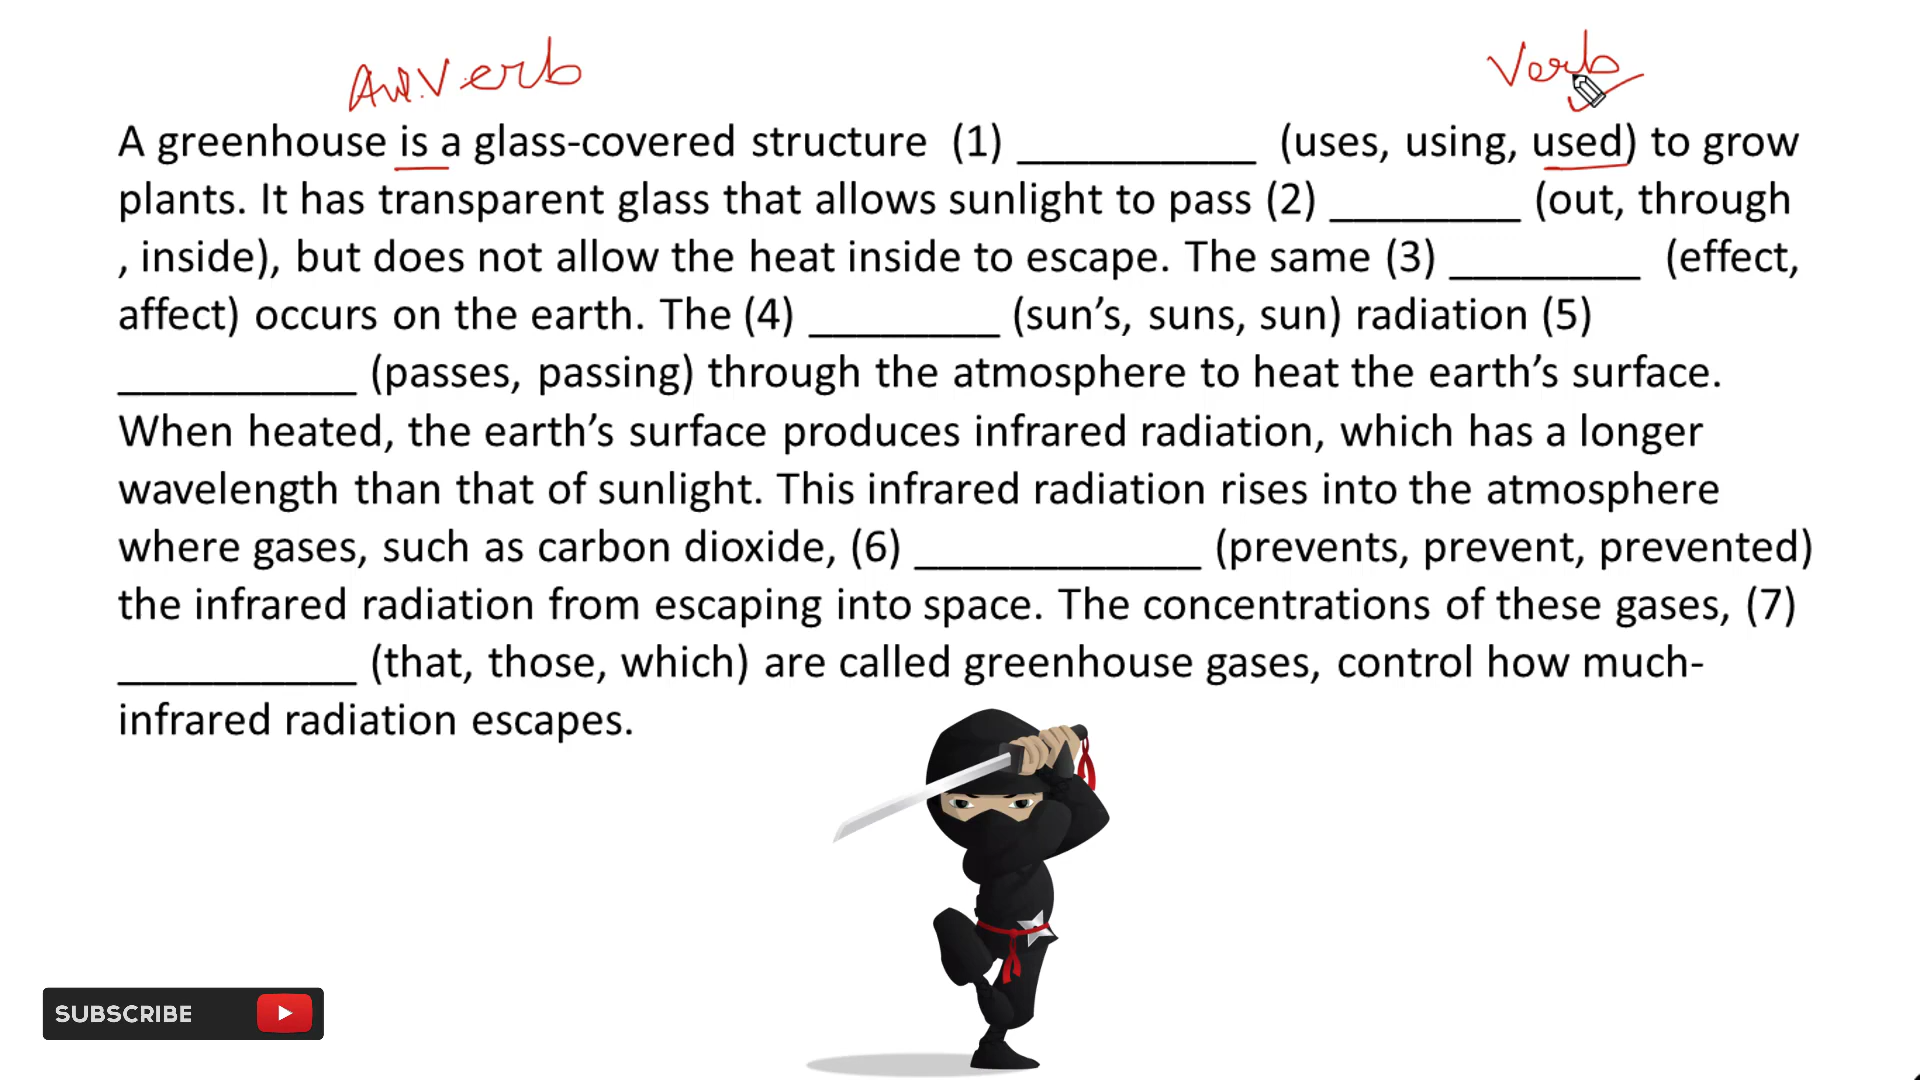 Au.Verb
Verb
A greenhouse is a glass-covered structure (1) __________ (uses, using, used) to grow
plants. It has transparent glass that allows sunlight to pass (2) ________ (out, through
, inside), but does not allow the heat inside to escape. The same (3) ________ (effect,
affect) occurs on the earth. The (4) ________ (sun’s, suns, sun) radiation (5)
__________ (passes, passing) through the atmosphere to heat the earth’s surface.
When heated, the earth’s surface produces infrared radiation, which has a longer
wavelength than that of sunlight. This infrared radiation rises into the atmosphere
where gases, such as carbon dioxide, (6) ____________ (prevents, prevent, prevented)
the infrared radiation from escaping into space. The concentrations of these gases, (7)
__________ (that, those, which) are called greenhouse gases, control how much-
infrared radiation escapes.
SUBSCRIBE